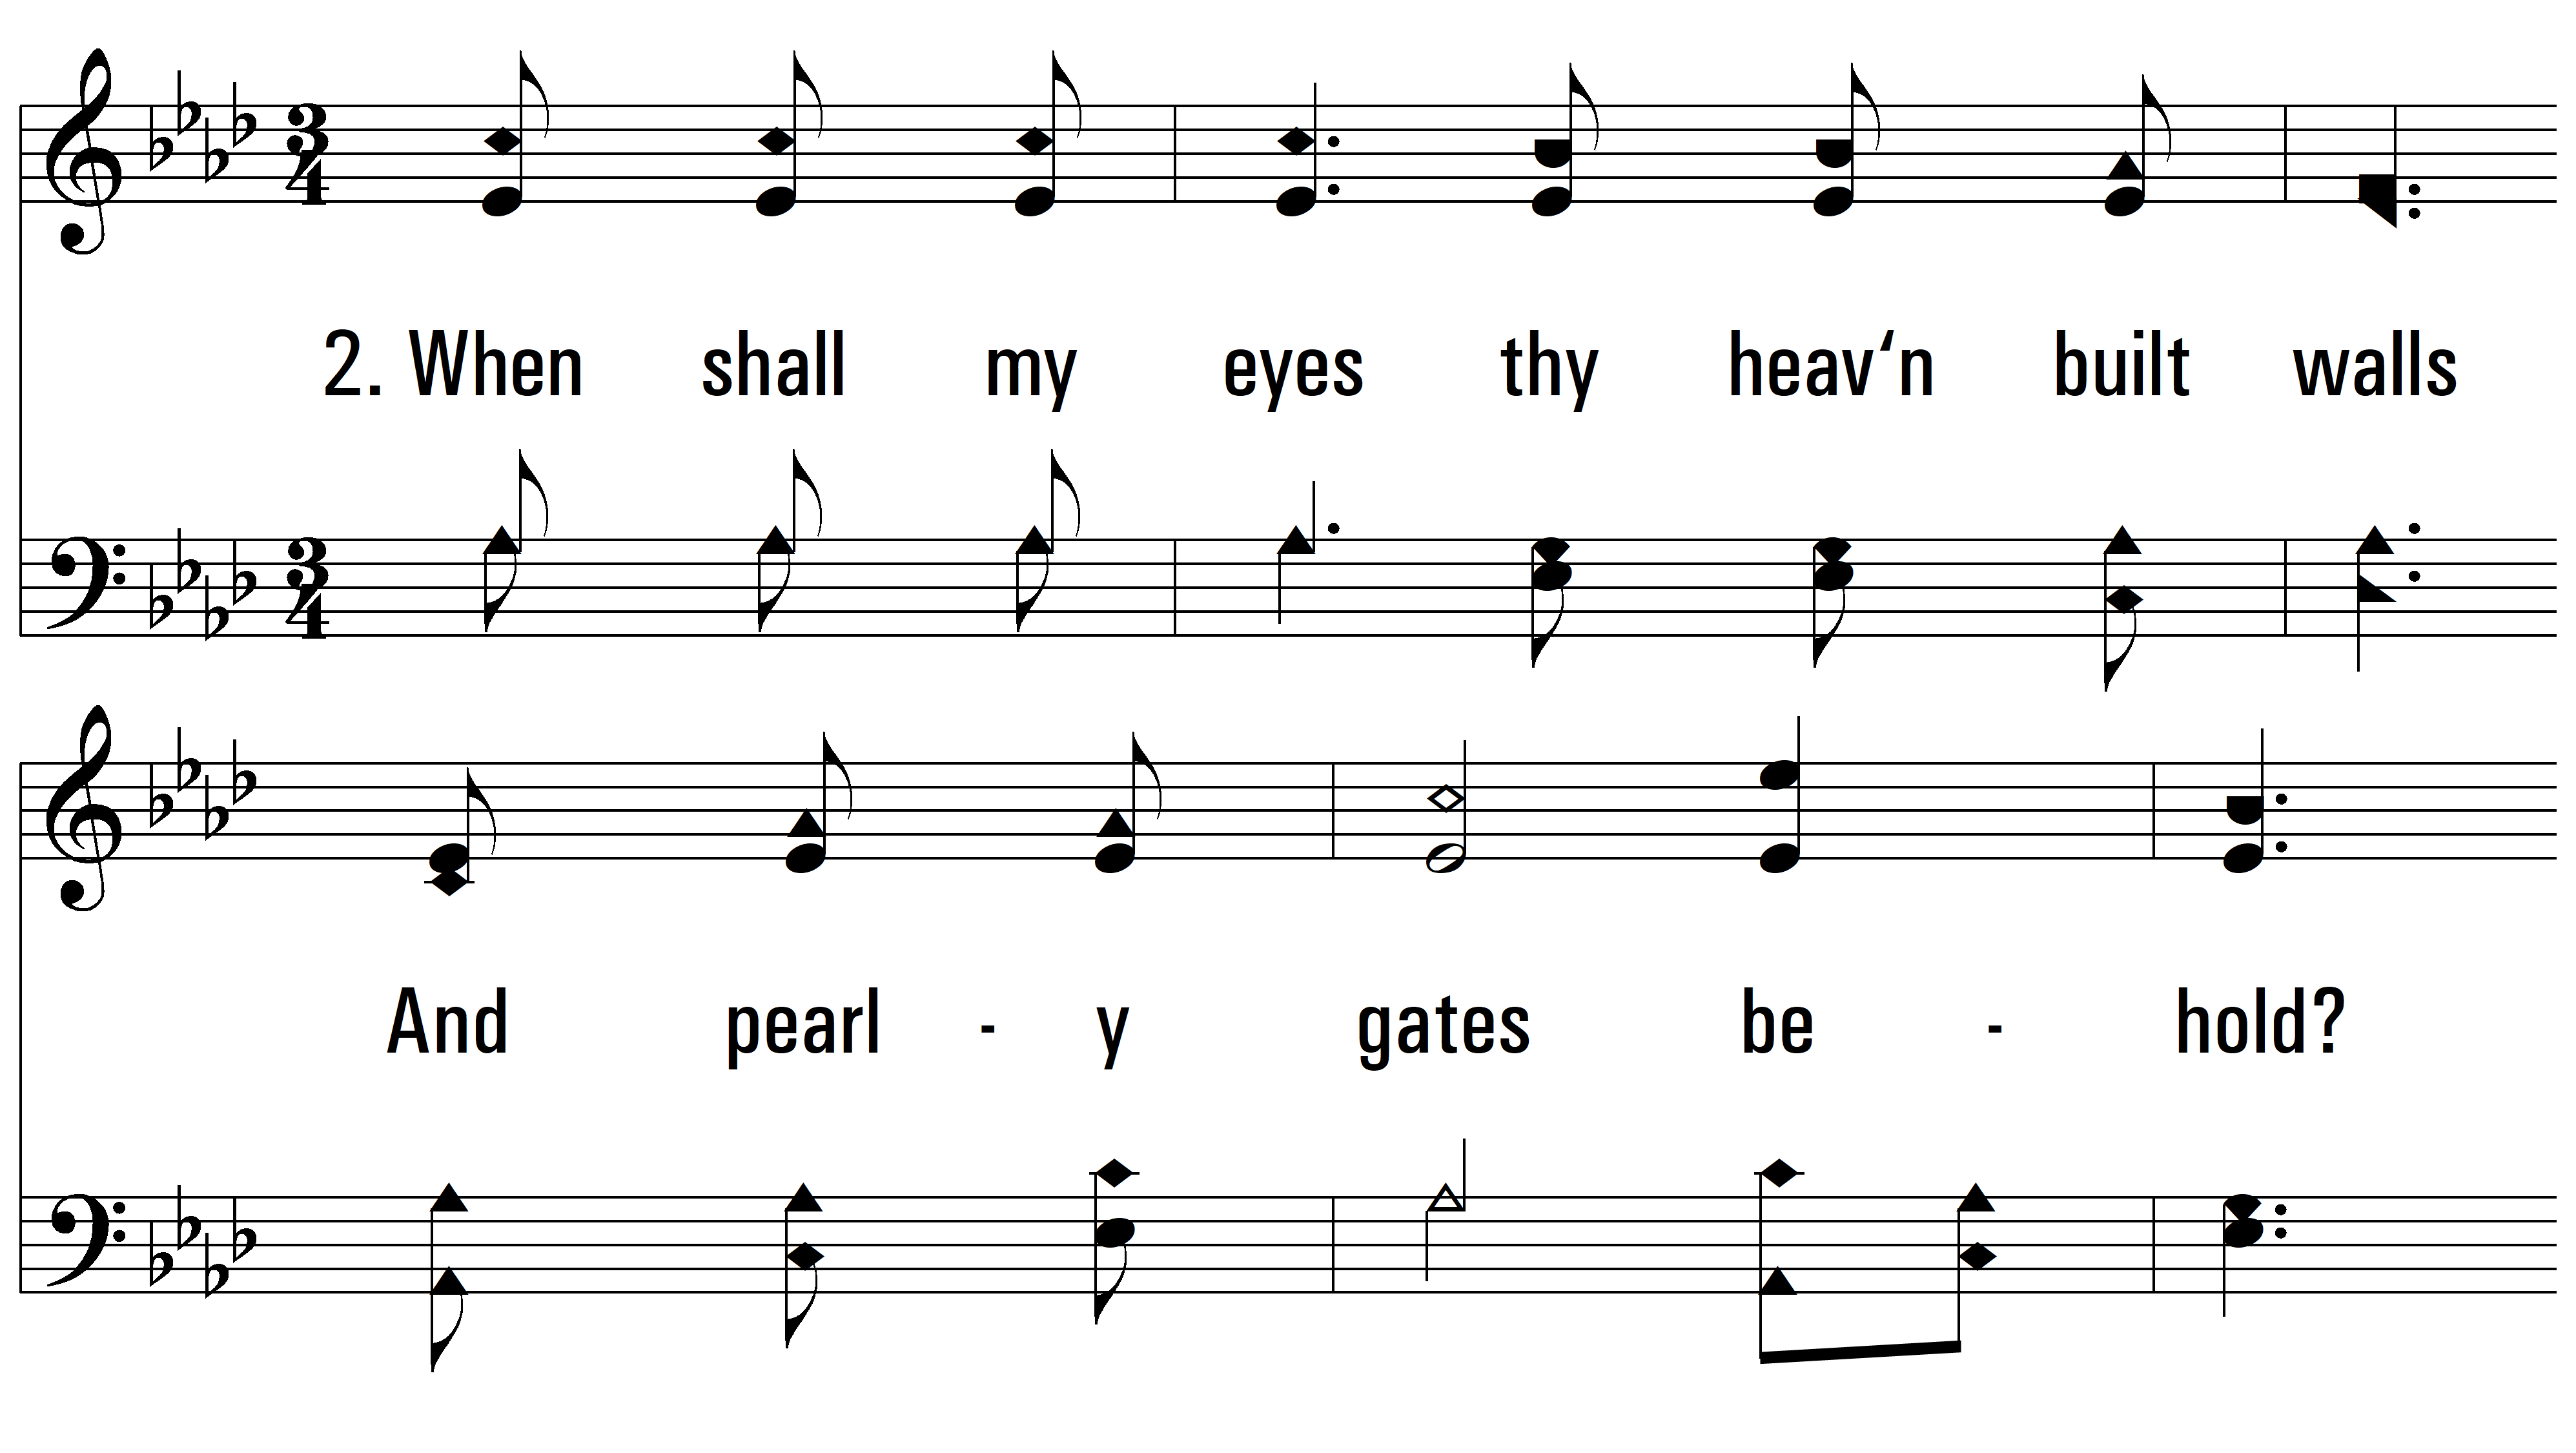 2. When shall my eyes thy heav‘n built walls
And pearl - y gates be - hold?